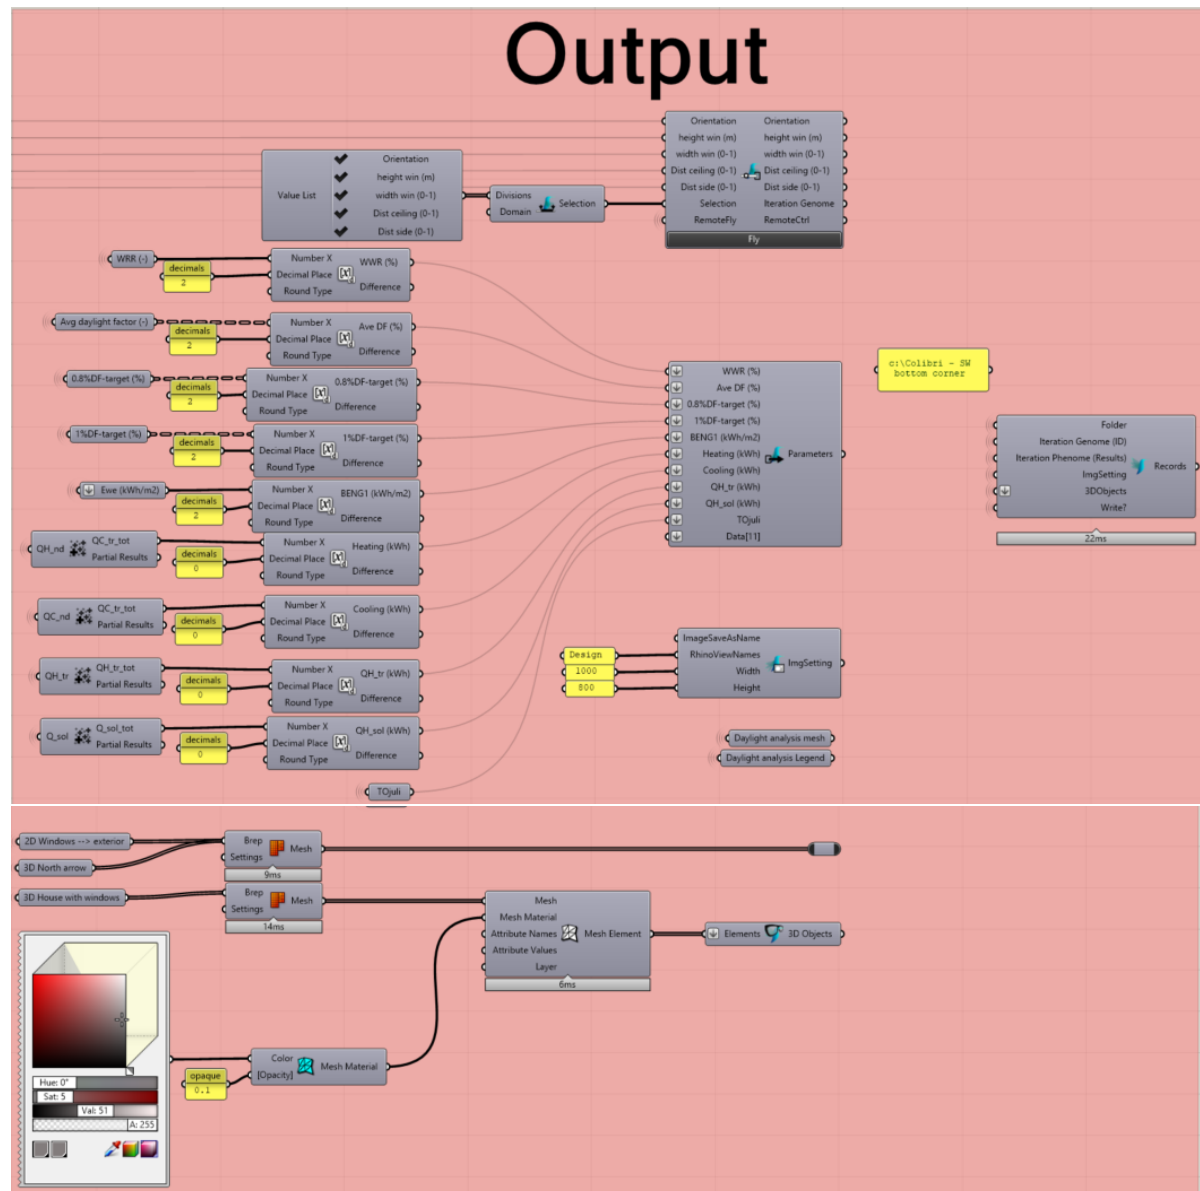 Output
Orientation Orientation
height win (m) height win (m)
width win (0-1) width win (0-1)
Dist ceiling (0-1) Dist ceiling (0-1)
Dist side (0-1) Dist side (0-1)
Selection Iteration Genome
RemoteFly RemoteCtrl
Fly
Value List
Orientation
height win (m)
width win (0-1)
Dist ceiling (0-1)
Dist side (0-1)
Divisions
Domain
Selection
WRR (-)
decimals
2
Number X
Decimal Place
Round Type
WWR (%)
Difference
Avg daylight factor (-)
decimals
2
Number X
Decimal Place
Round Type
Ave DF (%)
Difference
0.8%DF-target (%)
decimals
2
Number X
Decimal Place
Round Type
0.8%DF-target (%)
Difference
1%DF-target (%)
decimals
2
Number X
Decimal Place
Round Type
1%DF-target (%)
Difference
Ewe (kWh/m2)
decimals
2
Number X
Decimal Place
Round Type
BENG1 (kWh/m2)
Difference
QH_nd
QC_tr_tot
Partial Results
decimals
0
Number X
Decimal Place
Round Type
Heating (kWh)
Difference
QC_nd
QC_tr_tot
Partial Results
decimals
0
Number X
Decimal Place
Round Type
Cooling (kWh)
Difference
QH_tr
QH_tr_tot
Partial Results
decimals
0
Number X
Decimal Place
Round Type
QH_tr (kWh)
Difference
Q_sol
Q_sol_tot
Partial Results
decimals
0
Number X
Decimal Place
Round Type
QH_sol (kWh)
Difference
TOjuli
WWR (%)
Ave DF (%)
0.8%DF-target (%)
1%DF-target (%)
BENG1 (kWh/m2)
Heating (kWh)
Cooling (kWh)
QH_tr (kWh)
QH_sol (kWh)
TOjuli
Data[11]
Parameters
c:\Colibri - SW
bottom corner
Folder
Iteration Genome (ID)
Iteration Phenome (Results)
ImgSetting
3DObjects
Write?
Records
22ms
Design
1000
800
ImageSaveAsName
RhinoViewNames
Width
Height
ImgSetting
Daylight analysis mesh
Daylight analysis Legend
2D Windows --> exterior
3D North arrow
3D House with windows
Brep
Settings
Mesh
9ms
Brep
Settings
Mesh
14ms
Mesh
Mesh Material
Attribute Names
Attribute Values
Layer
Mesh Element
6ms
Elements
3D Objects
Hue: 0°
Sat: 5
Val: 51
A: 255
opaque
0.1
Color
[Opacity]
Mesh Material